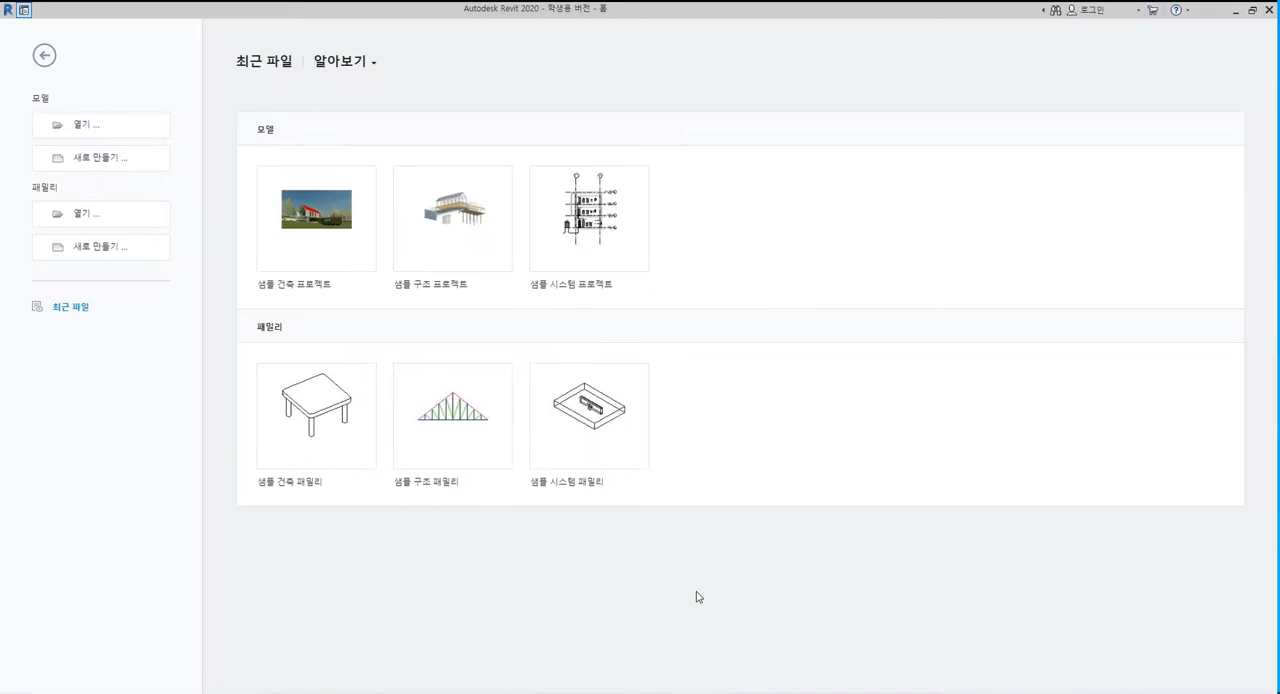 Autodesk Revit 2020 - 학생용 버전 - 홈
로그인
최근 파일 알아보기
모델
열기 ...
새로 만들기 ...
패밀리
열기 ...
새로 만들기 ...
최근 파일
모델
샘플 건축 프로젝트 샘플 구조 프로젝트 샘플 시스템 프로젝트
패밀리
샘플 건축 패밀리 샘플 구조 패밀리 샘플 시스템 패밀리